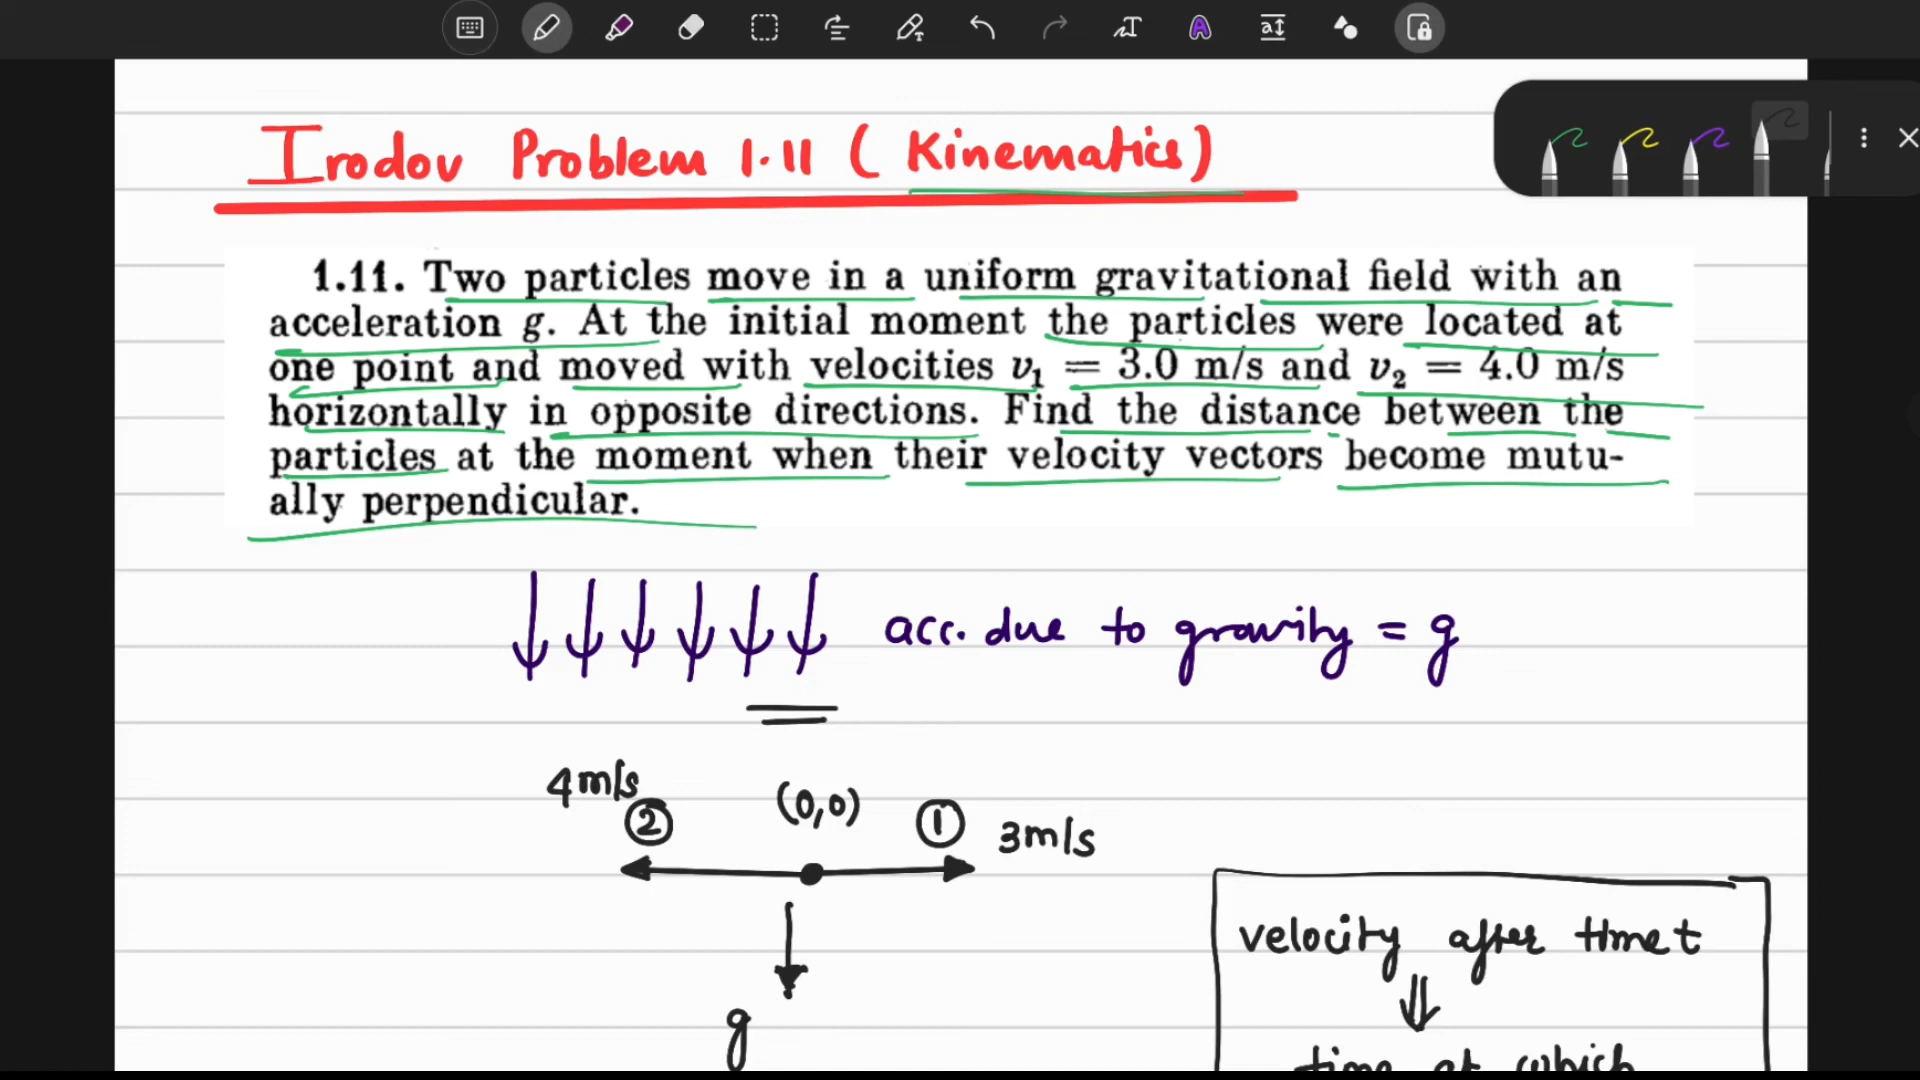 Irodov Problem 1.11 (Kinematics)
1.11. Two particles move in a uniform gravitational field with an
acceleration g. At the initial moment the particles were located at
one point and moved with velocities v₁ = 3.0 m/s and v₂ = 4.0 m/s
horizontally in opposite directions. Find the distance between the
particles at the moment when their velocity vectors become mutu-
ally perpendicular.
acc. due to gravity = g
4m/s (0,0)
② ① 3m/s
g
velocity after time t
⇓
time at which